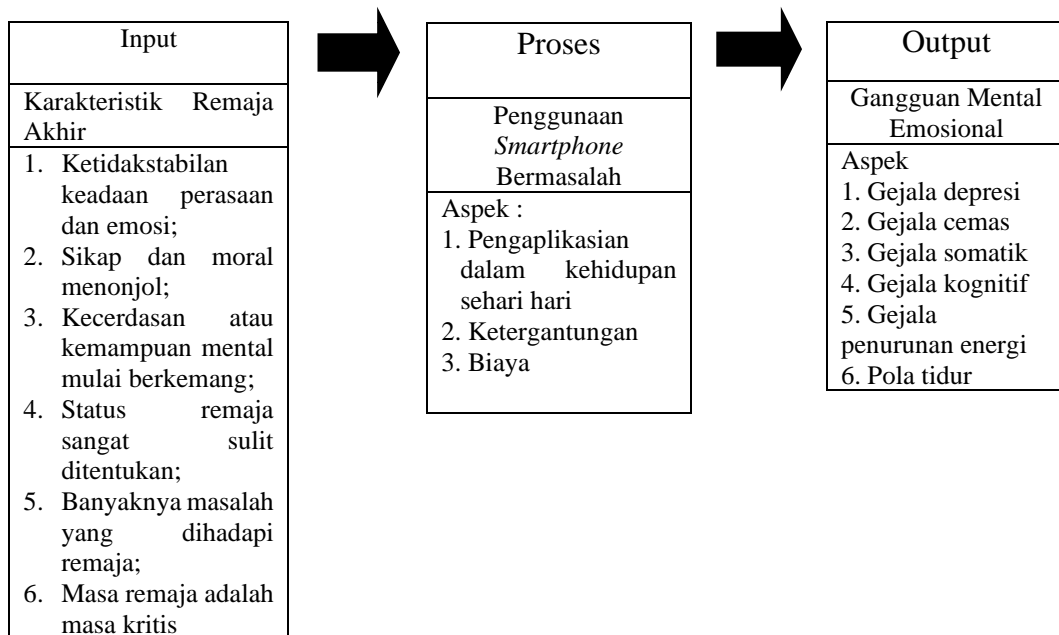 Input
Karakteristik Remaja
Akhir
1. Ketidakstabilan
keadaan perasaan
dan emosi;
2. Sikap dan moral
menonjol;
3. Kecerdasan atau
kemampuan mental
mulai berkemang;
4. Status remaja
sangat sulit
ditentukan;
5. Banyaknya masalah
yang dihadapi
remaja;
6. Masa remaja adalah
masa kritis
Proses
Penggunaan
Smartphone
Bermasalah
Aspek :
1. Pengaplikasian
dalam kehidupan
sehari hari
2. Ketergantungan
3. Biaya
Output
Gangguan Mental
Emosional
Aspek
1. Gejala depresi
2. Gejala cemas
3. Gejala somatik
4. Gejala kognitif
5. Gejala
penurunan energi
6. Pola tidur